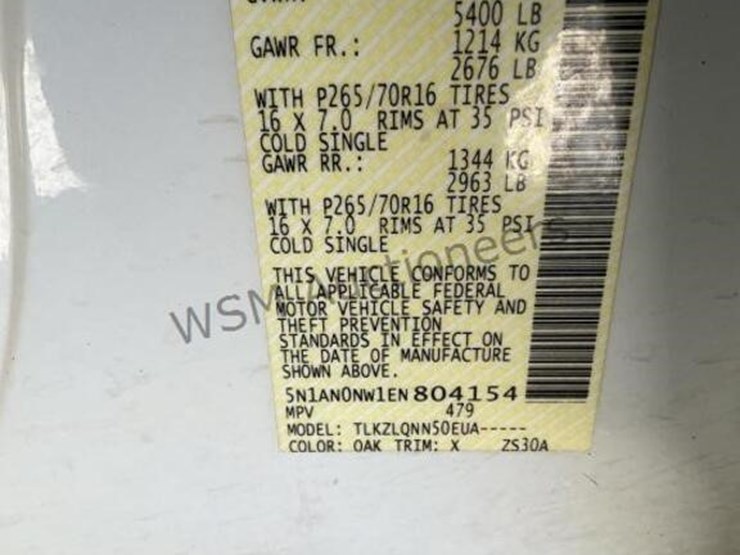 5400 LB
GAWR FR.: 1214 KG
2676 LB
WITH P265/70R16 TIRES
16 X 7.0 RIMS AT 35 PSI
COLD SINGLE
GAWR RR.: 1344 KG
2963 LB
WITH P265/70R16 TIRES
16 X 7.0 RIMS AT 35 PSI
COLD SINGLE
THIS VEHICLE CONFORMS TO
ALL APPLICABLE FEDERAL
MOTOR VEHICLE SAFETY AND
THEFT PREVENTION
STANDARDS IN EFFECT ON
THE DATE OF MANUFACTURE
SHOWN ABOVE.
5N1AN0NW1EN804154
MPV 479
MODEL: TLKZLQNN50EUA-----
COLOR: QAK TRIM: X ZS30A
WSM Auctioneers